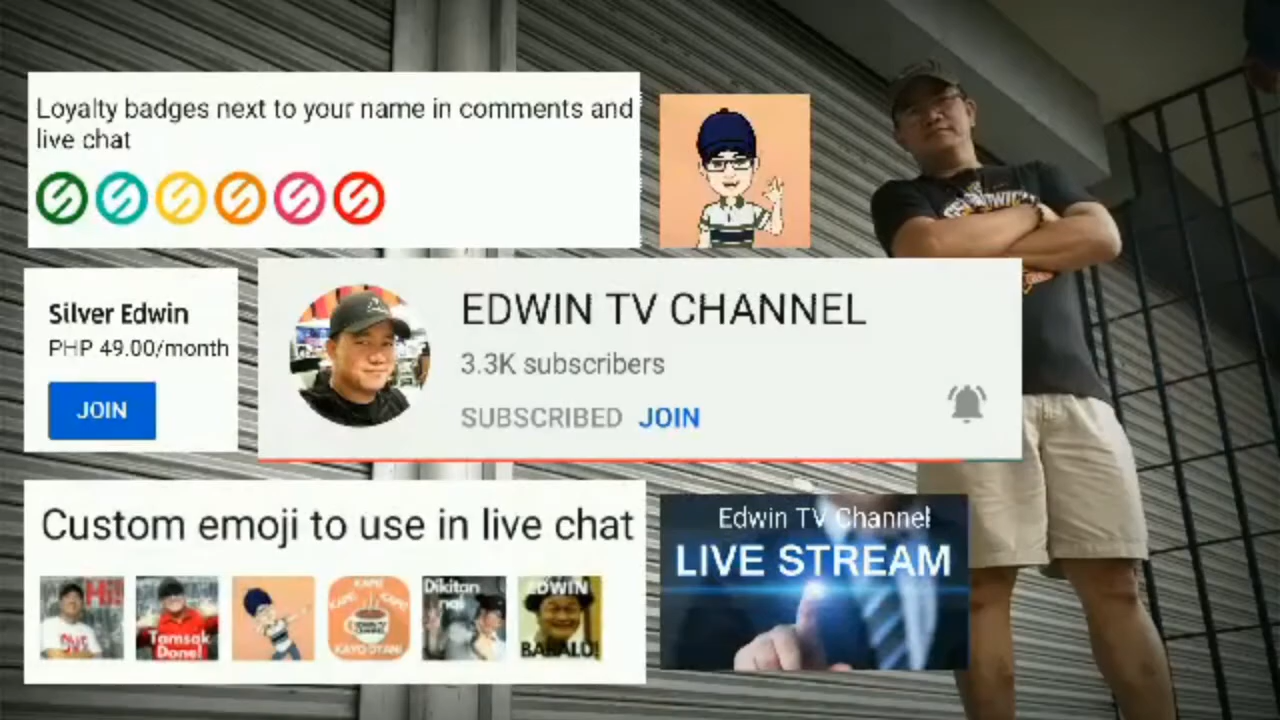 Loyalty badges next to your name in comments and
live chat
Silver Edwin
PHP 49.00/month
JOIN
EDWIN TV CHANNEL
3.3K subscribers
SUBSCRIBED JOIN
Custom emoji to use in live chat
Hi!
Tamsak
Done!
KAPE KAPE
KAYO DYAN!
Dikitan
na!
EDWIN
Edwin TV Channel
LIVE STREAM